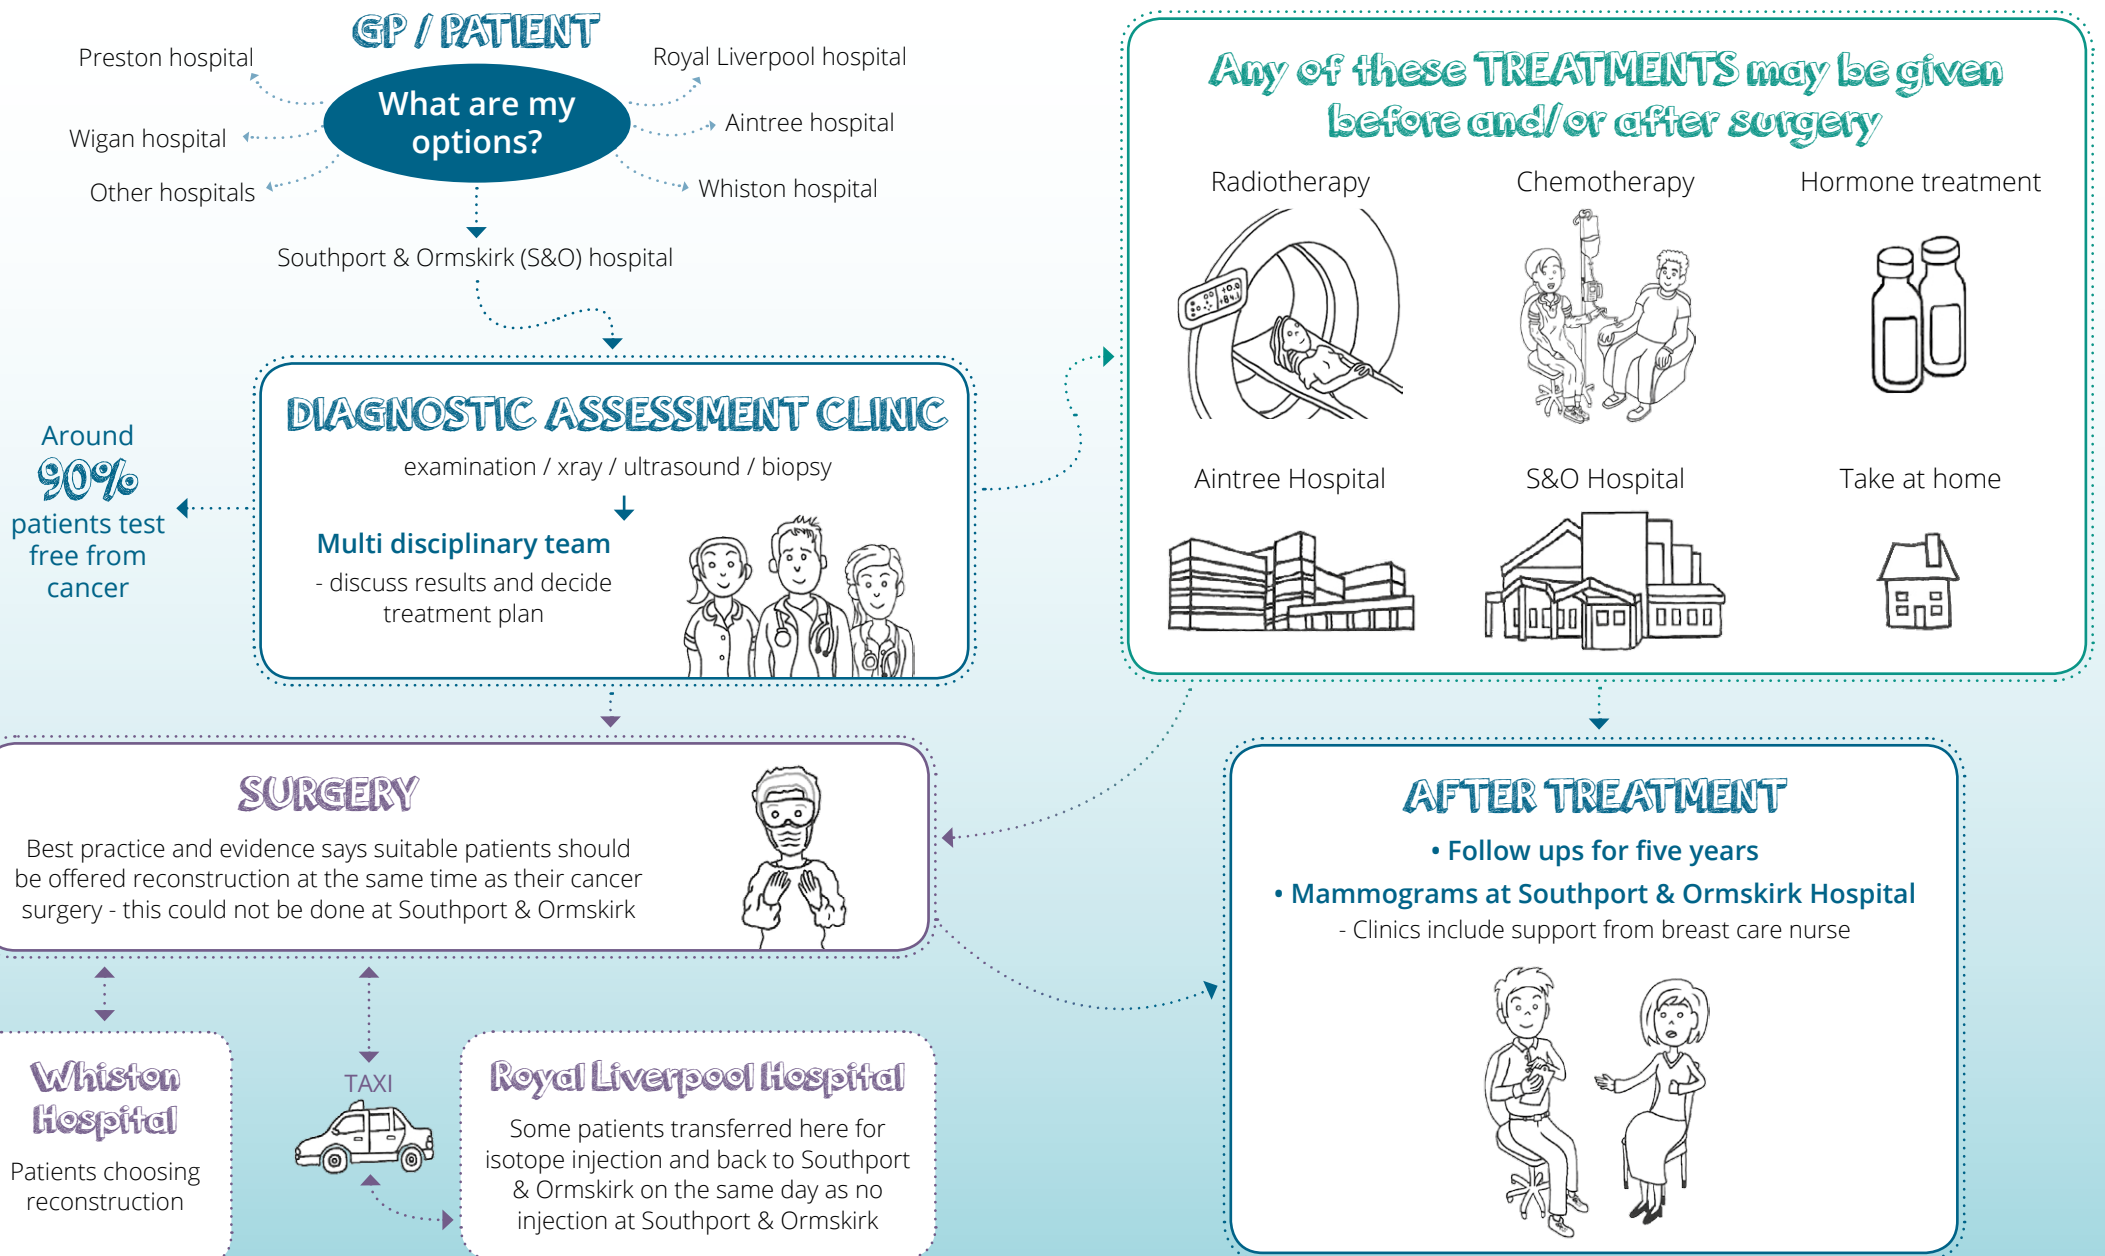 GP / PATIENT
Preston hospital
Royal Liverpool hospital
What are my
options?
Wigan hospital
Aintree hospital
Other hospitals
Whiston hospital
Southport & Ormskirk (S&O) hospital
DIAGNOSTIC ASSESSMENT CLINIC
examination / xray / ultrasound / biopsy
Multi disciplinary team
- discuss results and decide
treatment plan
Around
90%
patients test
free from
cancer
Any of these TREATMENTS may be given
before and/or after surgery
Radiotherapy
Chemotherapy
Hormone treatment
Aintree Hospital
S&O Hospital
Take at home
SURGERY
Best practice and evidence says suitable patients should
be offered reconstruction at the same time as their cancer
surgery - this could not be done at Southport & Ormskirk
Whiston
Hospital
Patients choosing
reconstruction
TAXI
Royal Liverpool Hospital
Some patients transferred here for
isotope injection and back to Southport
& Ormskirk on the same day as no
injection at Southport & Ormskirk
AFTER TREATMENT
• Follow ups for five years
• Mammograms at Southport & Ormskirk Hospital
- Clinics include support from breast care nurse